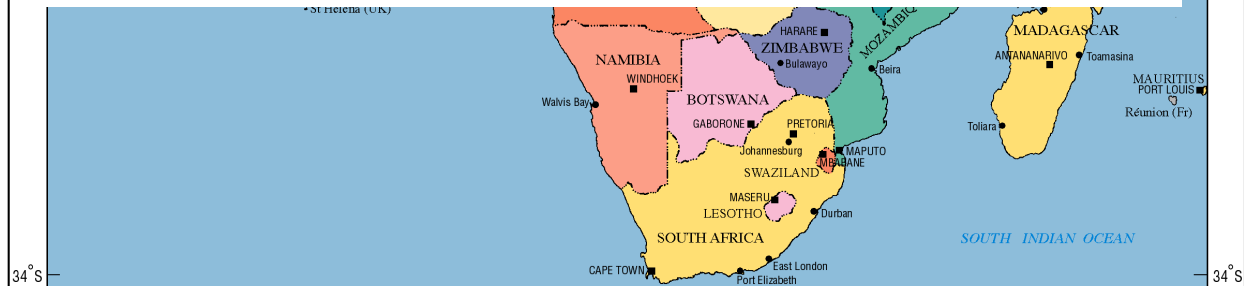 St Helena (UK)
MOZAMBIQ
HARARE
ZIMBABWE
Bulawayo
MADAGASCAR
ANTANANARIVO
Toamasina
NAMIBIA
WINDHOEK
Beira
MAURITIUS
PORT LOUIS
Walvis Bay
BOTSWANA
Réunion (Fr)
GABORONE
PRETORIA
Toliara
Johannesburg
MAPUTO
MBABANE
SWAZILAND
MASERU
LESOTHO
Durban
SOUTH AFRICA
SOUTH INDIAN OCEAN
East London
CAPE TOWN
Port Elizabeth
34°S
34°S